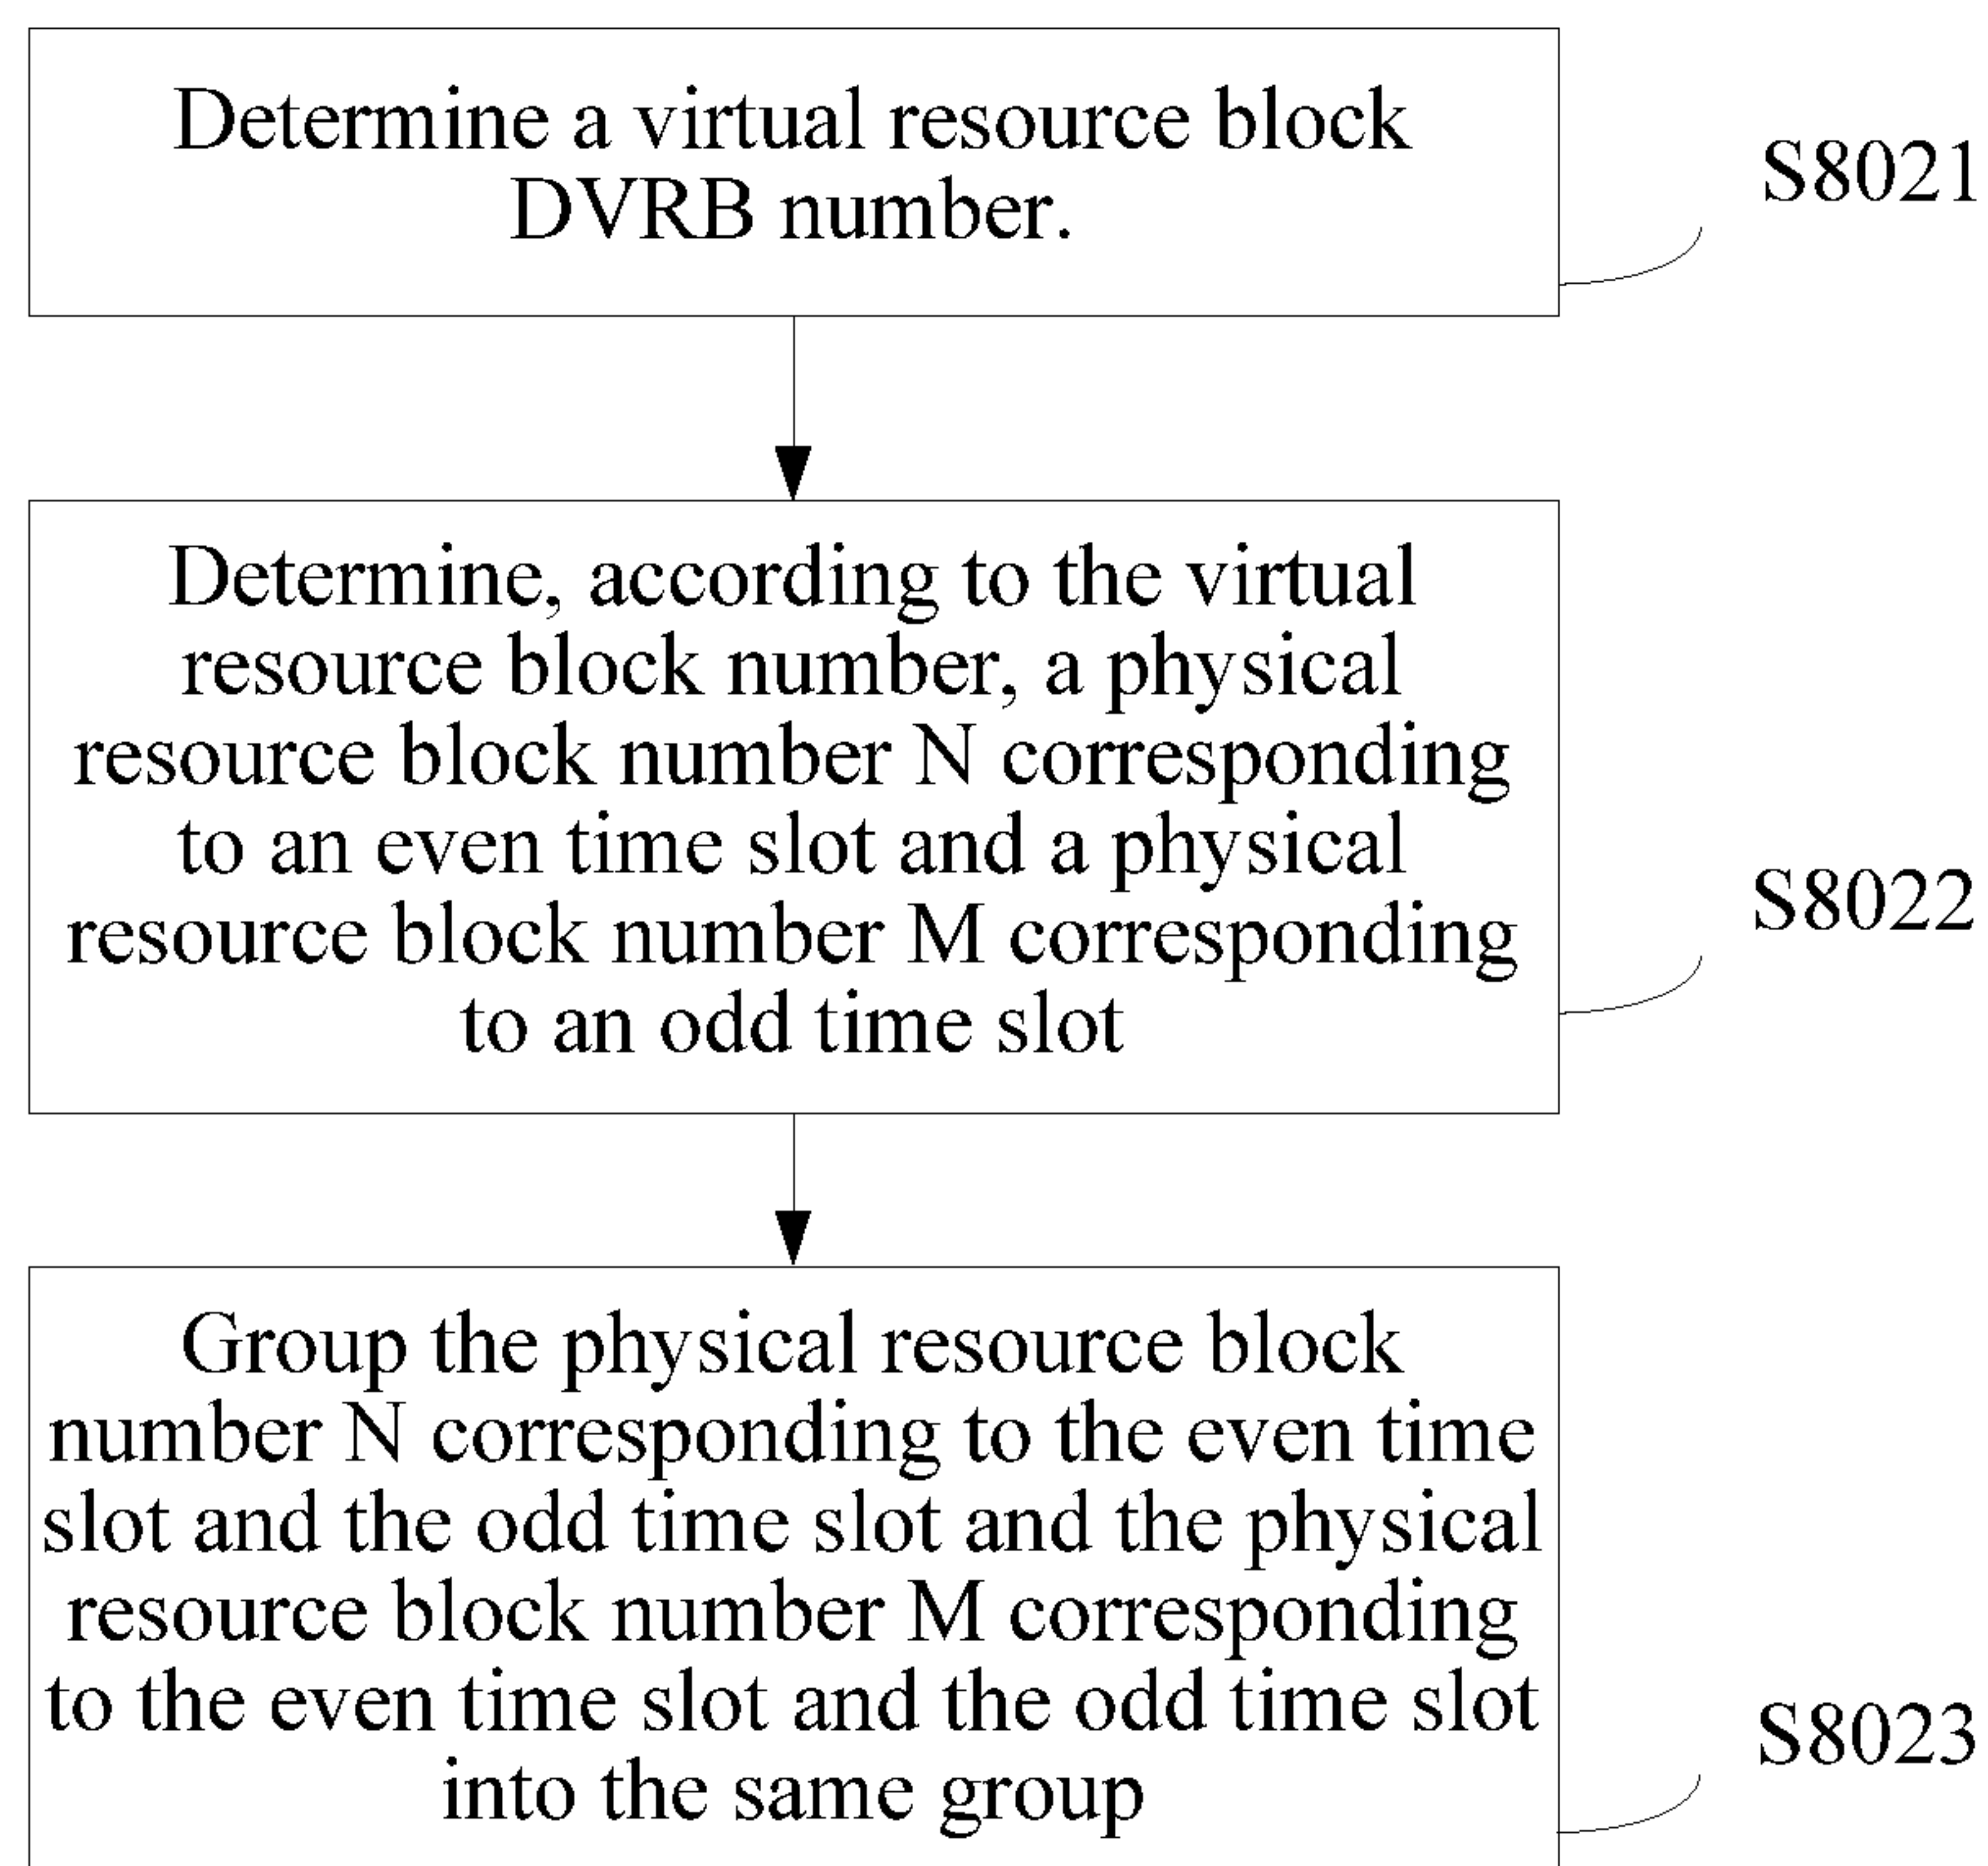 Determine a virtual resource block
DVRB number.
S8021
Determine, according to the virtual
resource block number, a physical
resource block number N corresponding
to an even time slot and a physical
resource block number M corresponding
to an odd time slot
S8022
Group the physical resource block
number N corresponding to the even time
slot and the odd time slot and the physical
resource block number M corresponding
to the even time slot and the odd time slot
into the same group
S8023